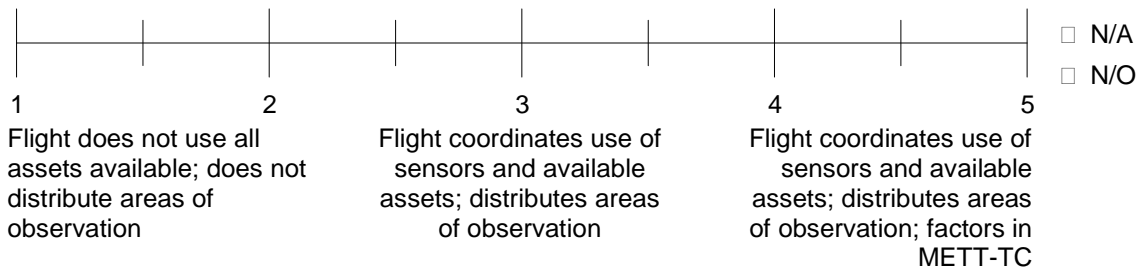 □ N/A
□ N/O
1 2 3 4 5
Flight does not use all
assets available; does not
distribute areas of
observation
Flight coordinates use of
sensors and available
assets; distributes areas
of observation
Flight coordinates use of
sensors and available
assets; distributes areas
of observation; factors in
METT-TC